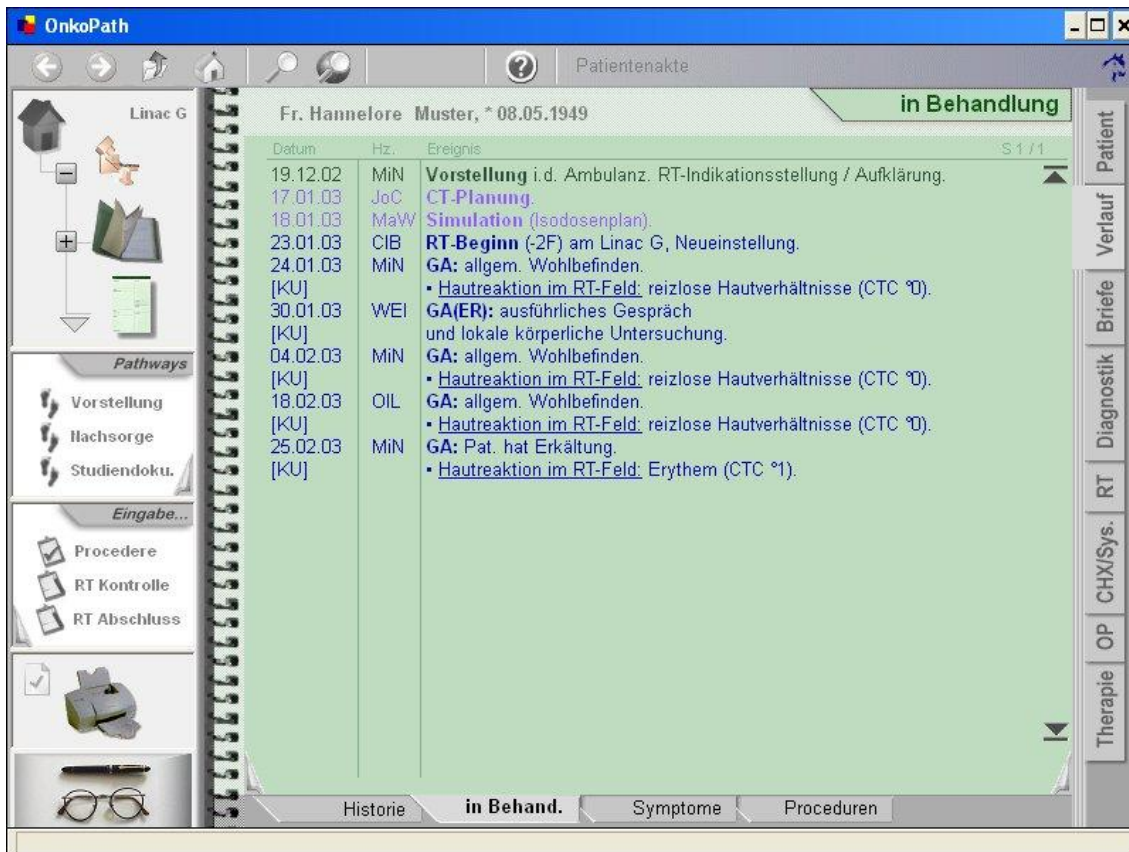 OnkoPath
Patientenakte
Linac G
Fr. Hannelore Muster, * 08.05.1949
in Behandlung
Datum Hz. Ereignis S 1 / 1
19.12.02 MiN Vorstellung i.d. Ambulanz. RT-Indikationsstellung / Aufklärung.
17.01.03 JoC CT-Planung.
18.01.03 MaW Simulation (Isodosenplan).
23.01.03 CIB RT-Beginn (-2F) am Linac G, Neueinstellung.
24.01.03 MiN GA: allgem. Wohlbefinden.
[KU] • Hautreaktion im RT-Feld: reizlose Hautverhältnisse (CTC °0).
30.01.03 WEI GA(ER): ausführliches Gespräch
[KU] und lokale körperliche Untersuchung.
04.02.03 MiN GA: allgem. Wohlbefinden.
[KU] • Hautreaktion im RT-Feld: reizlose Hautverhältnisse (CTC °0).
18.02.03 OIL GA: allgem. Wohlbefinden.
[KU] • Hautreaktion im RT-Feld: reizlose Hautverhältnisse (CTC °0).
25.02.03 MiN GA: Pat. hat Erkältung.
[KU] • Hautreaktion im RT-Feld: Erythem (CTC °1).
Pathways
Vorstellung
Nachsorge
Studiendoku.
Eingabe...
Procedere
RT Kontrolle
RT Abschluss
Historie
in Behand.
Symptome
Proceduren
Patient
Verlauf
Briefe
Diagnostik
RT
CHX/Sys.
OP
Therapie